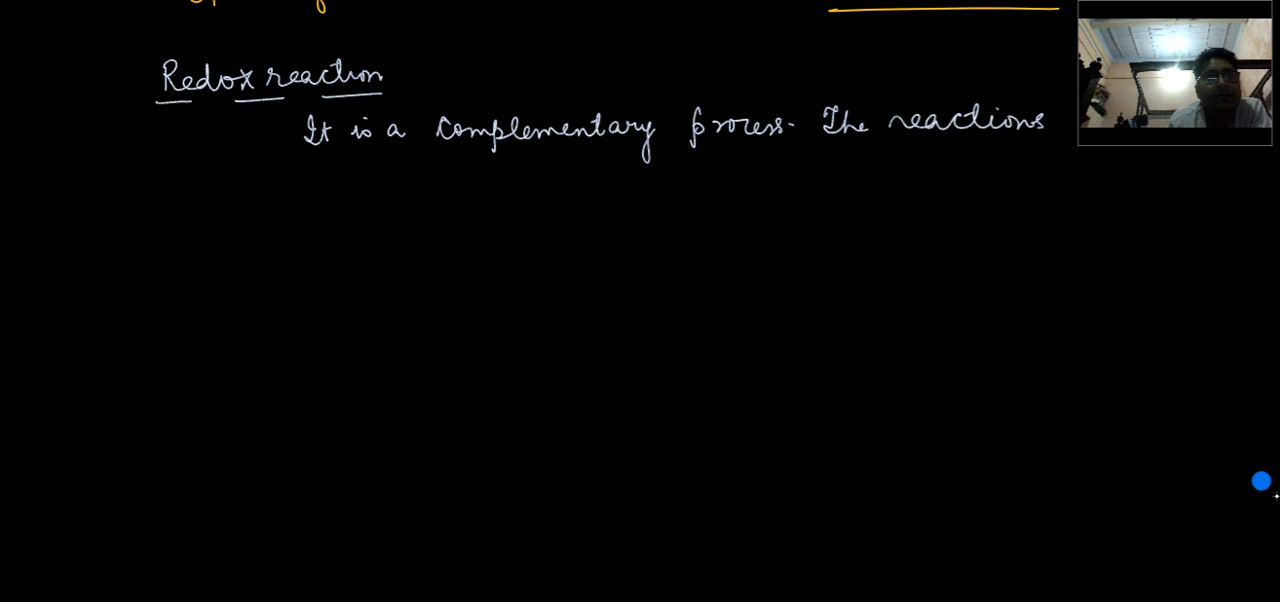 Redox reaction
It is a complementary process. The reactions